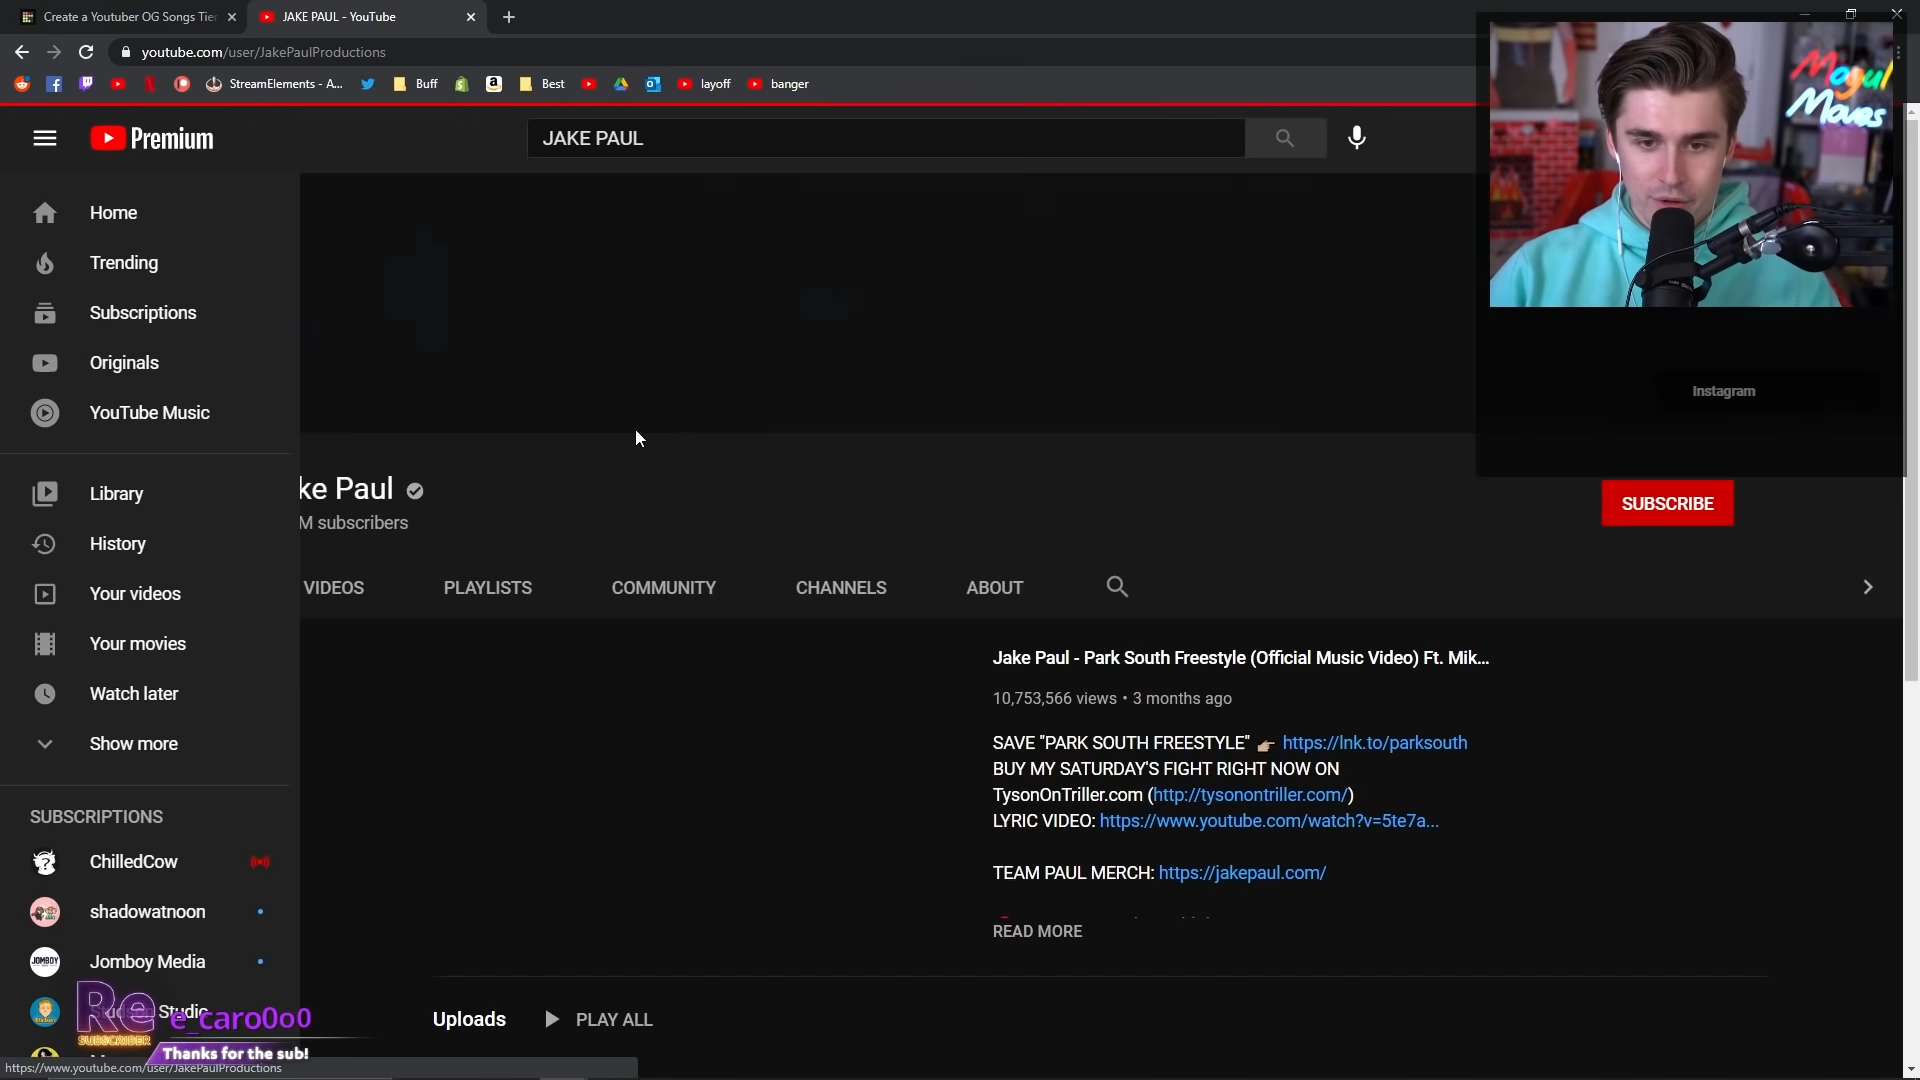 Create a Youtuber OG Songs Tier
JAKE PAUL - YouTube
youtube.com/user/JakePaulProductions
StreamElements - A...
Buff
Best
layoff
banger
Premium
JAKE PAUL
Mogul
Moves
Home
Trending
Subscriptions
Originals
YouTube Music
Instagram
Library
History
Your videos
Your movies
Watch later
Show more
ke Paul
M subscribers
SUBSCRIBE
VIDEOS
PLAYLISTS
COMMUNITY
CHANNELS
ABOUT
Jake Paul - Park South Freestyle (Official Music Video) Ft. Mik...
10,753,566 views • 3 months ago
SAVE "PARK SOUTH FREESTYLE" 👉 https://lnk.to/parksouth
BUY MY SATURDAY'S FIGHT RIGHT NOW ON
TysonOnTriller.com (http://tysonontriller.com/)
LYRIC VIDEO: https://www.youtube.com/watch?v=5te7a...
TEAM PAUL MERCH: https://jakepaul.com/
READ MORE
SUBSCRIPTIONS
ChilledCow
shadowatnoon
Jomboy Media
JOMBOY
Studio
Uploads
PLAY ALL
Re
SUBSCRIBER
e_caro0o0
Thanks for the sub!
https://www.youtube.com/user/JakePaulProductions